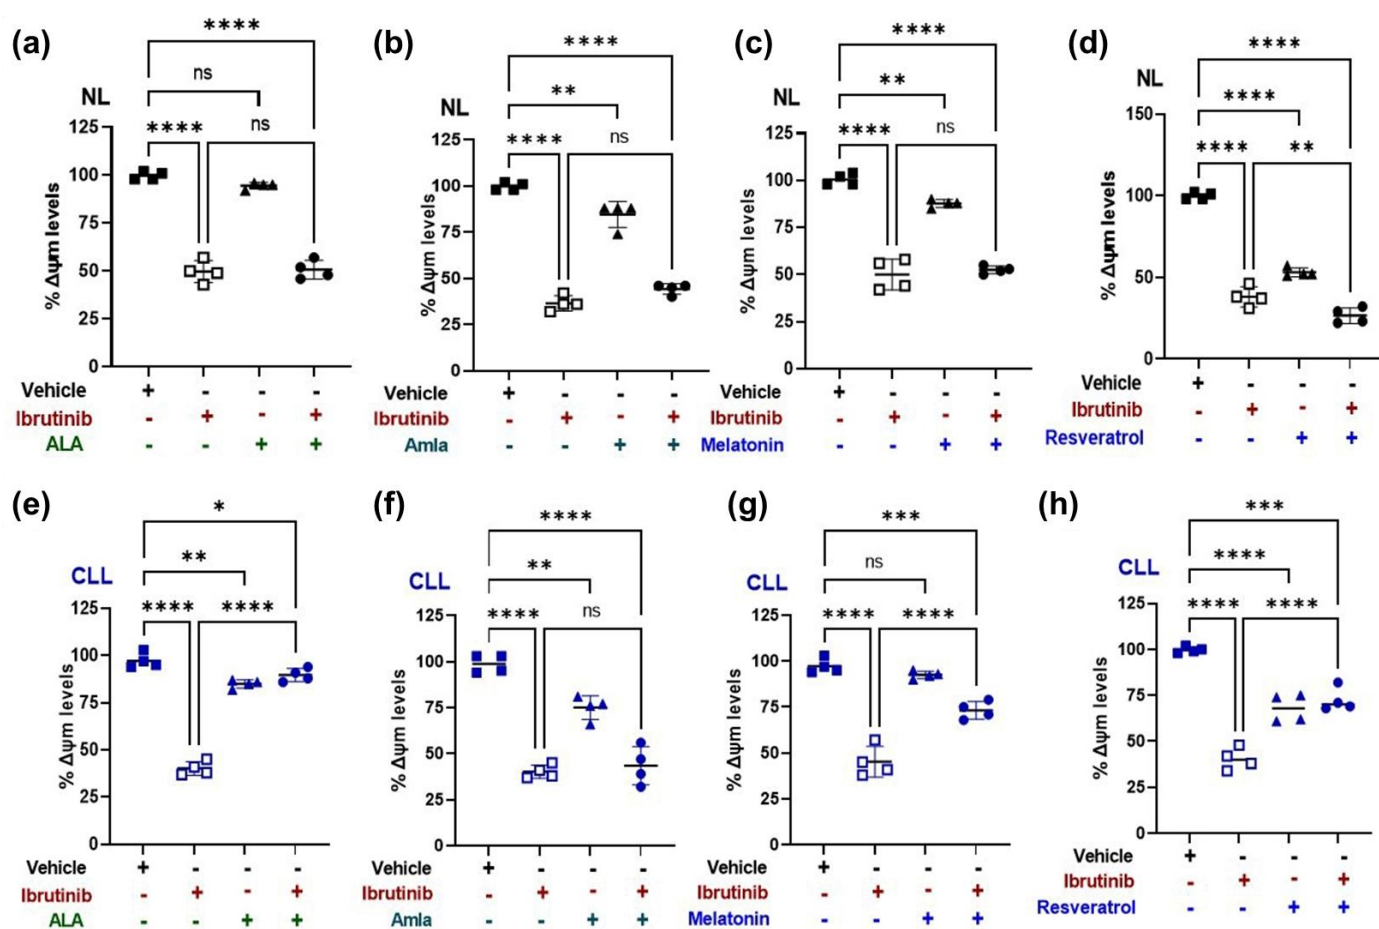 (a)
****
ns
NL
**** ns
125
100
75
50
25
0
% Δψm levels
Vehicle + - - -
Ibrutinib - + - +
ALA - - + +
(b)
****
**
NL
**** ns
125
100
75
50
25
0
% Δψm levels
Vehicle + - - -
Ibrutinib - + - +
Amla - - + +
(c)
****
**
NL
**** ns
125
100
75
50
25
0
% Δψm levels
Vehicle + - - -
Ibrutinib - + - +
Melatonin - - + +
(d)
****
NL
****
**** **
150
100
50
0
% Δψm levels
Vehicle + - - -
Ibrutinib - + - +
Resveratrol - - + +
(e)
*
**
CLL
**** ****
125
100
75
50
25
0
% Δψm levels
Vehicle + - - -
Ibrutinib - + - +
ALA - - + +
(f)
****
**
CLL
**** ns
125
100
75
50
25
0
% Δψm levels
Vehicle + - - -
Ibrutinib - + - +
Amla - - + +
(g)
***
ns
CLL
**** ****
125
100
75
50
25
0
% Δψm levels
Vehicle + - - -
Ibrutinib - + - +
Melatonin - - + +
(h)
***
****
CLL
**** ****
125
100
75
50
25
0
% Δψm levels
Vehicle + - - -
Ibrutinib - + - +
Resveratrol - - + +